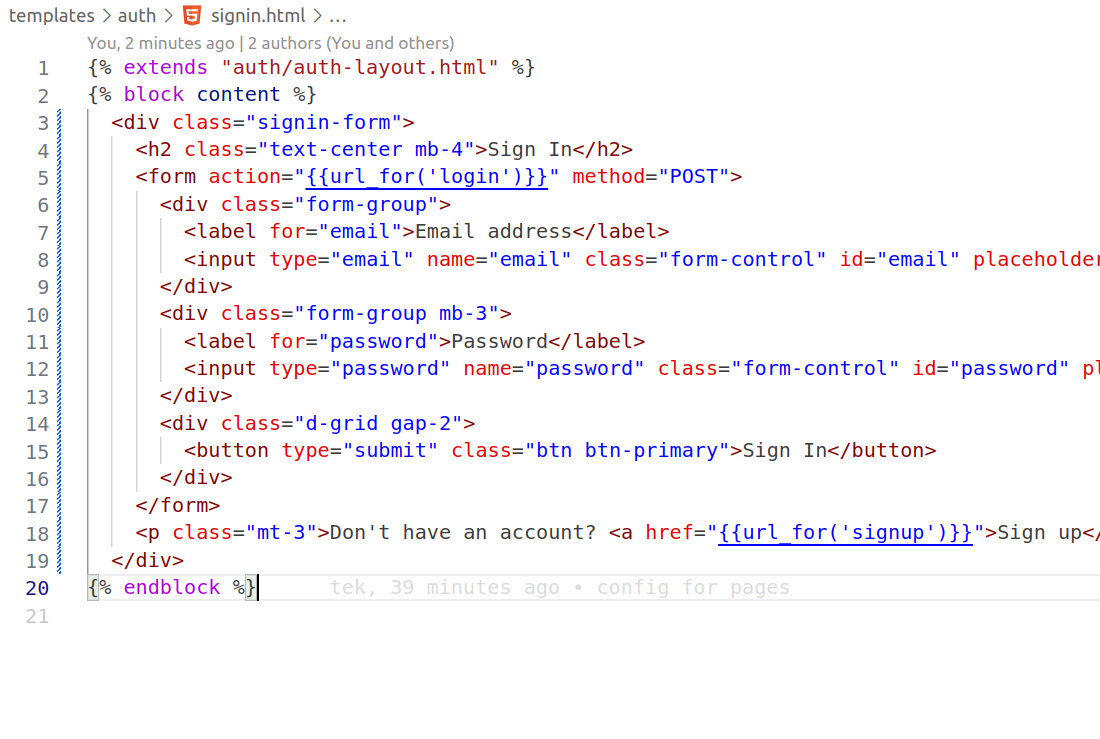 templates > auth > signin.html > ...
You, 2 minutes ago | 2 authors (You and others)
1 {% extends "auth/auth-layout.html" %}
2 {% block content %}
3 <div class="signin-form">
4 <h2 class="text-center mb-4">Sign In</h2>
5 <form action="{{url_for('login')}}" method="POST">
6 <div class="form-group">
7 <label for="email">Email address</label>
8 <input type="email" name="email" class="form-control" id="email" placeholder
9 </div>
10 <div class="form-group mb-3">
11 <label for="password">Password</label>
12 <input type="password" name="password" class="form-control" id="password" pl
13 </div>
14 <div class="d-grid gap-2">
15 <button type="submit" class="btn btn-primary">Sign In</button>
16 </div>
17 </form>
18 <p class="mt-3">Don't have an account? <a href="{{url_for('signup')}}">Sign up</
19 </div>
20 {% endblock %} tek, 39 minutes ago • config for pages
21